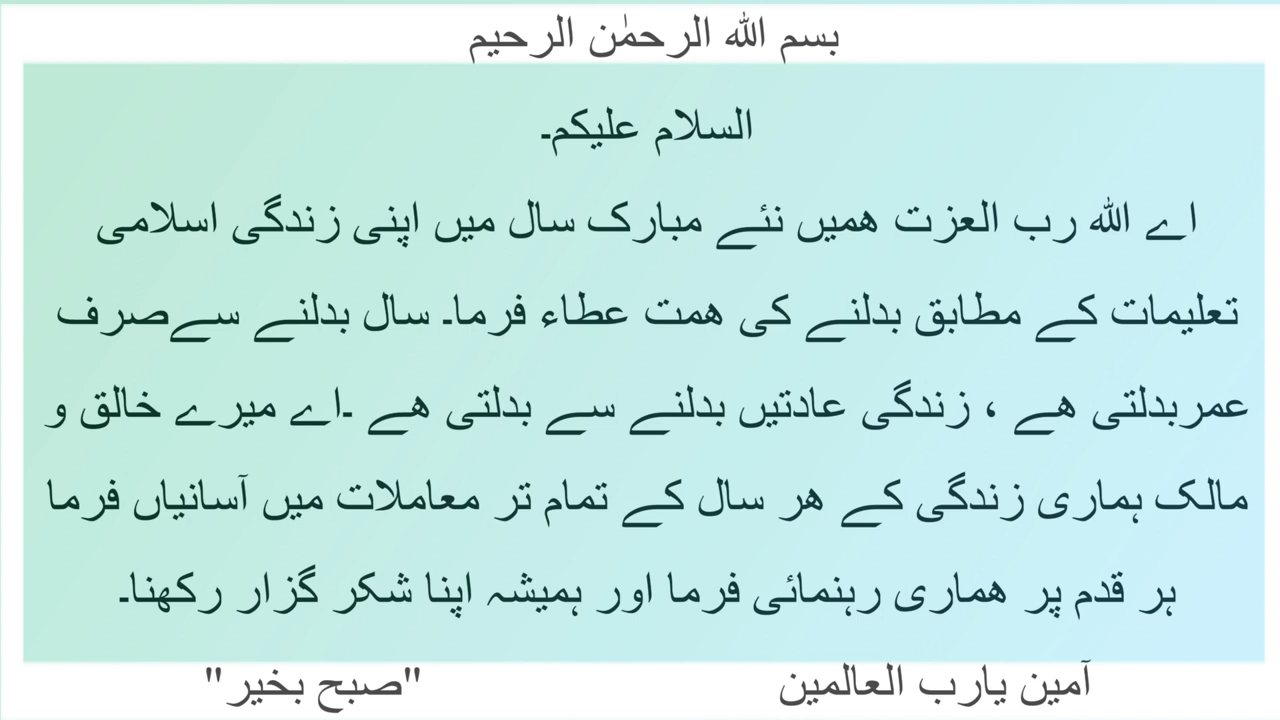 بسم اللہ الرحمٰن الرحیم
السلام علیکم۔
اے اللہ رب العزت ھمیں نئے مبارک سال میں اپنی زندگی اسلامی
تعلیمات کے مطابق بدلنے کی ھمت عطاء فرما۔ سال بدلنے سےصرف
عمربدلتی ھے ، زندگی عادتیں بدلنے سے بدلتی ھے ۔اے میرے خالق و
مالک ہماری زندگی کے ھر سال کے تمام تر معاملات میں آسانیاں فرما
ہر قدم پر ھماری رہنمائی فرما اور ہمیشہ اپنا شکر گزار رکھنا۔
آمین یارب العالمین "صبح بخیر"